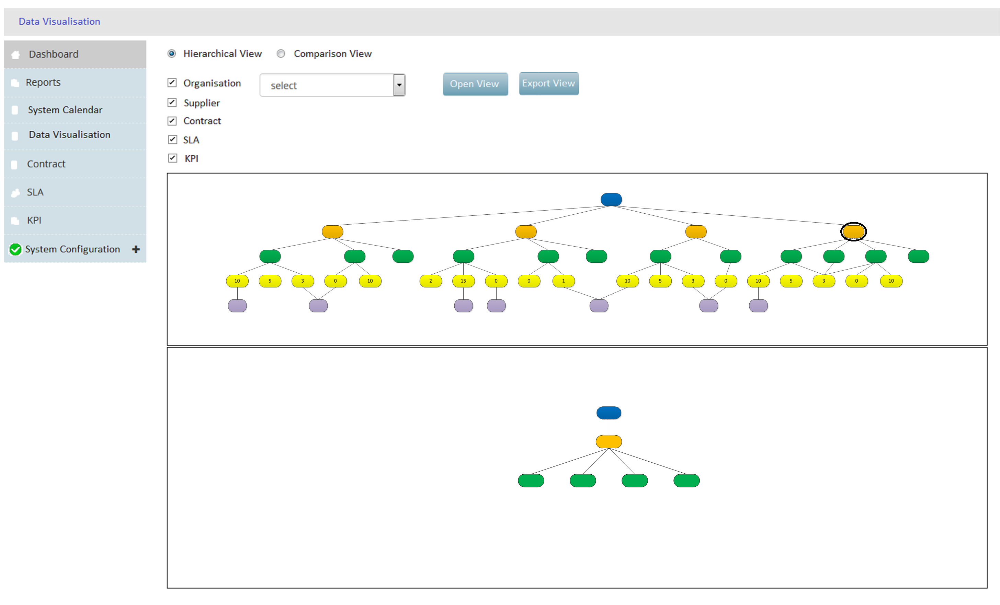 Data Visualisation
Dashboard
Reports
System Calendar
Data Visualisation
Contract
SLA
KPI
System Configuration
Hierarchical View Comparison View
Organisation select Open View Export View
Supplier
Contract
SLA
KPI
10 5 3 0 10 2 15 0 0 1 10 5 3 0 10 5 3 0 10